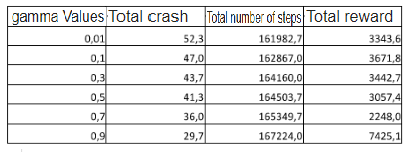 gamma Values Total crash Total number of steps Total reward
0,01 52,3 161982,7 3343,6
0,1 47,0 162867,0 3671,8
0,3 43,7 164160,0 3442,7
0,5 41,3 164503,7 3057,4
0,7 36,0 165349,7 2248,0
0,9 29,7 167224,0 7425,1